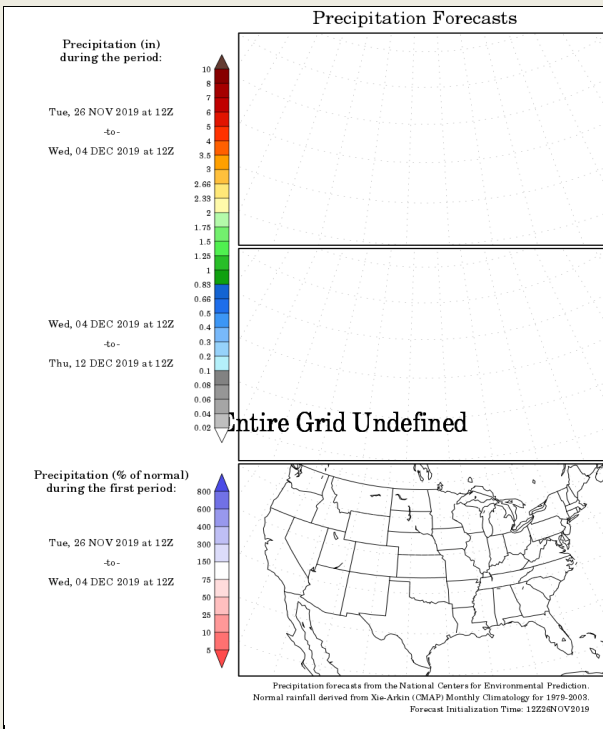 Precipitation Forecasts
Precipitation (in)
during the period:
Tue, 26 NOV 2019 at 12Z
-to-
Wed, 04 DEC 2019 at 12Z
10
8
7
6
5
4
3.5
3
2.66
2.33
2
1.75
1.5
1.25
1
0.83
0.66
0.5
0.4
0.3
0.2
0.1
0.08
0.06
0.04
0.02
Wed, 04 DEC 2019 at 12Z
-to-
Thu, 12 DEC 2019 at 12Z
Entire Grid Undefined
Precipitation (% of normal)
during the first period:
Tue, 26 NOV 2019 at 12Z
-to-
Wed, 04 DEC 2019 at 12Z
800
600
400
300
150
75
50
25
10
5
Precipitation forecasts from the National Centers for Environmental Prediction.
Normal rainfall derived from Xie-Arkin (CMAP) Monthly Climatology for 1979-2003.
Forecast Initialization Time: 12Z26NOV2019